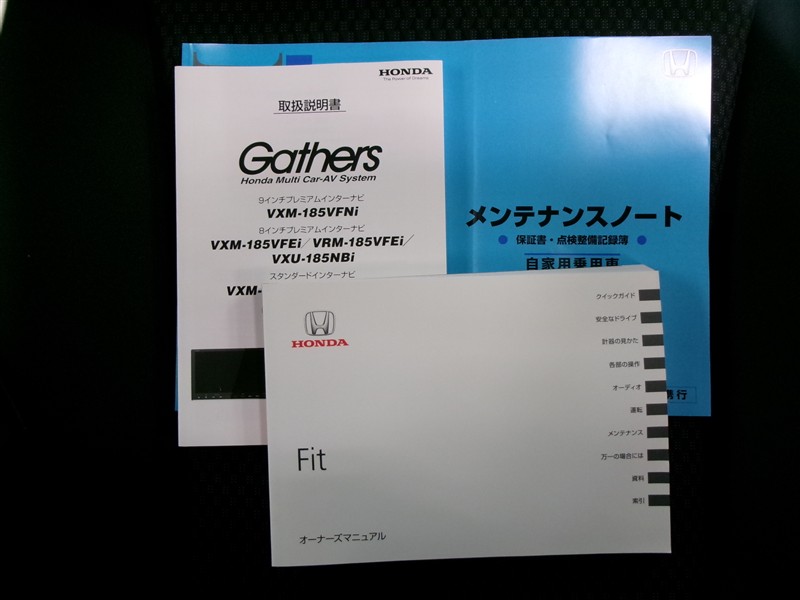 HONDA
The Power of Dreams
取扱説明書
Gathers
Honda Multi Car-AV System
9インチプレミアムインターナビ
VXM-185VFNi
8インチプレミアムインターナビ
VXM-185VFEi/VRM-185VFEi/
VXU-185NBi
スタンダードインターナビ
VXM-
メンテナンスノート
● 保証書・点検整備記録簿 ●
自家用乗用車
携行
HONDA
Fit
オーナーズマニュアル
クイックガイド
安全なドライブ
計器の見かた
各部の操作
オーディオ
運転
メンテナンス
万一の場合には
資料
索引